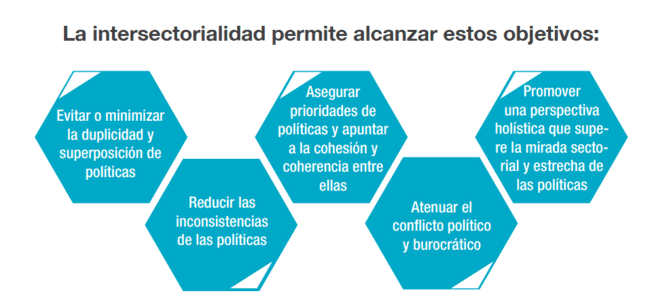 La intersectorialidad permite alcanzar estos objetivos:
Evitar o minimizar
la duplicidad y
superposición de
políticas
Reducir las
inconsistencias
de las políticas
Asegurar
prioridades de
políticas y apuntar
a la cohesión y
coherencia entre
ellas
Atenuar el
conflicto político
y burocrático
Promover
una perspectiva
holística que supe-
re la mirada secto-
rial y estrecha de
las políticas